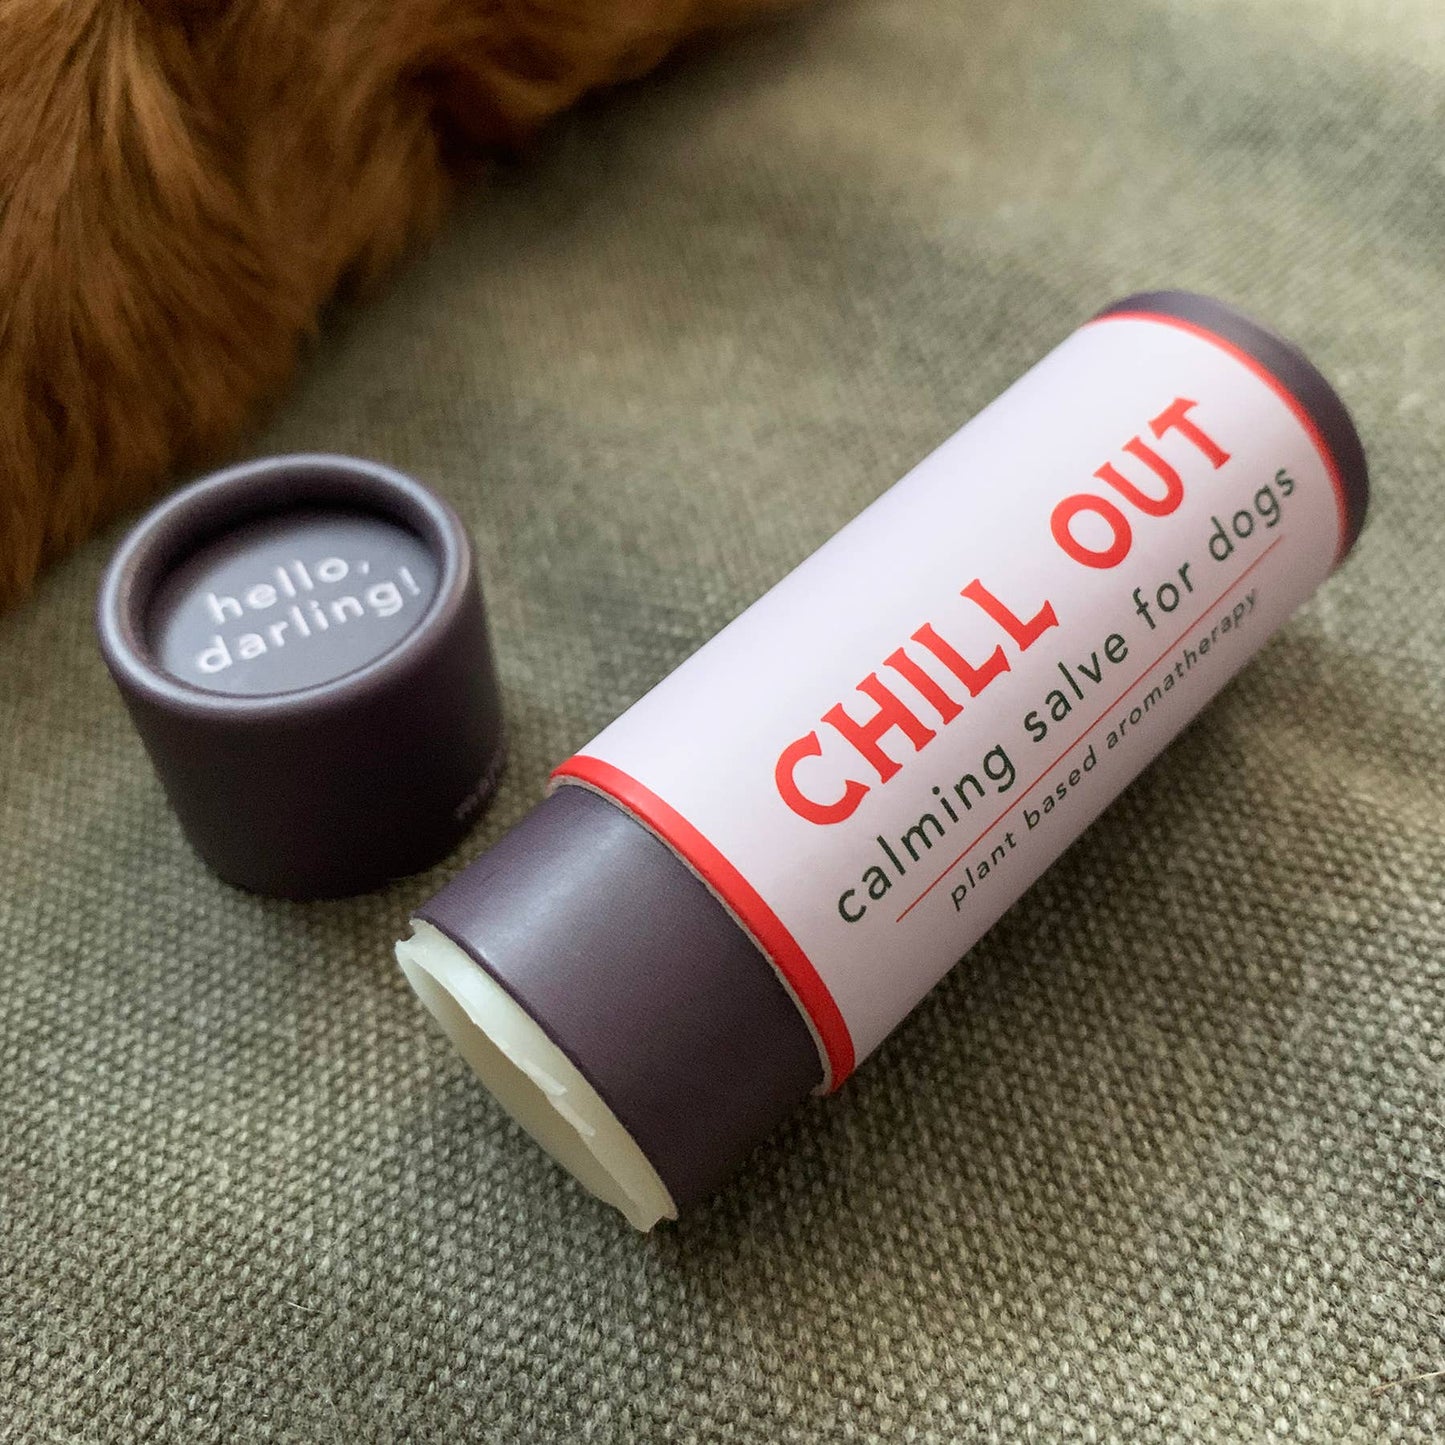 hello,
darling!
CHILL OUT
calming salve for dogs
plant based aromatherapy